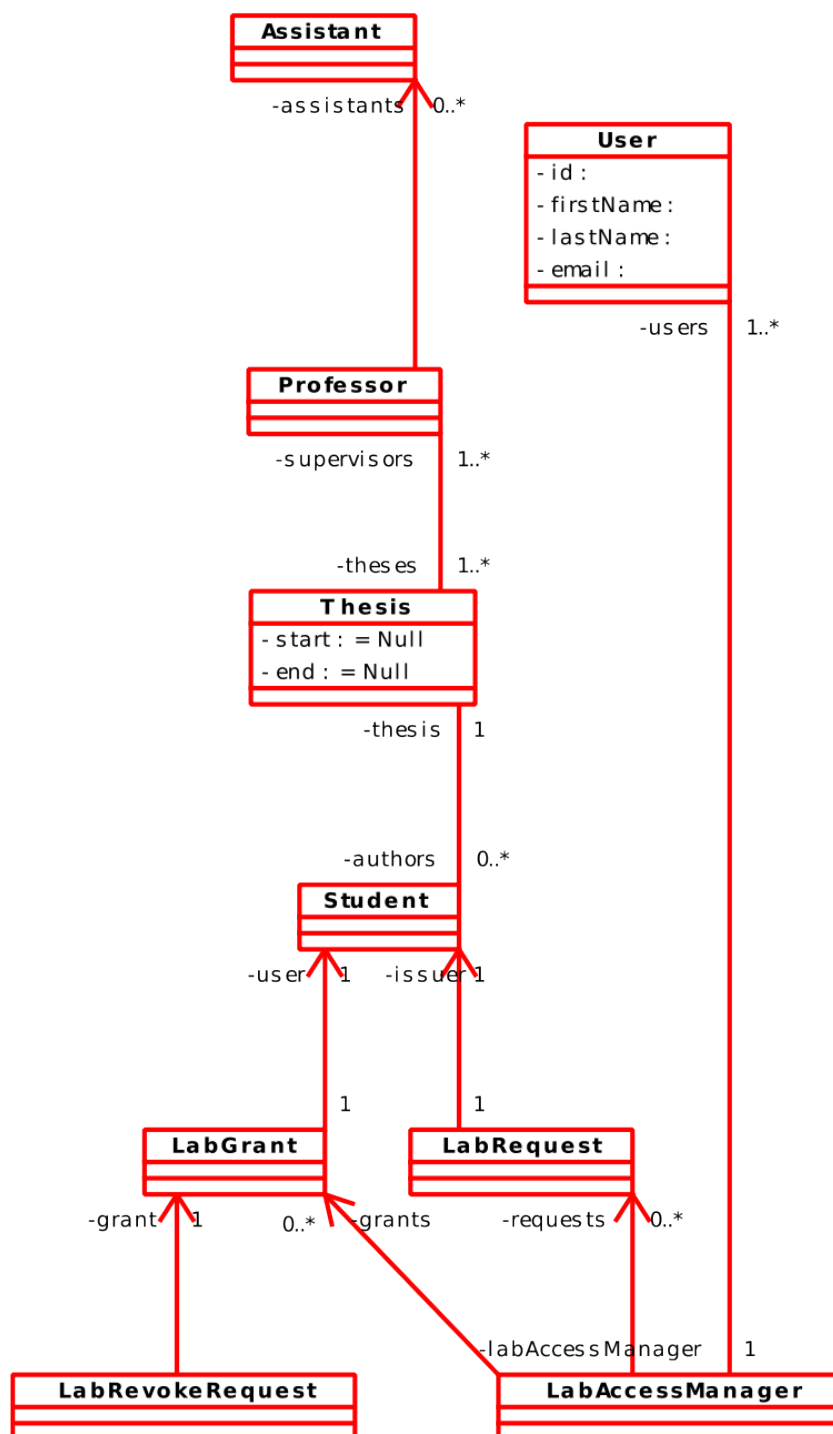 Assistant
-assistants 0..*
User
- id :
- firstName :
- lastName :
- email :
-users 1..*
Professor
-supervisors 1..*
-theses 1..*
Thesis
- start : = Null
- end : = Null
-thesis 1
-authors 0..*
Student
-user 1 -issuer 1
1 1
LabGrant LabRequest
-grant 1 0..* -grants -requests 0..*
-labAccessManager 1
LabRevokeRequest LabAccessManager